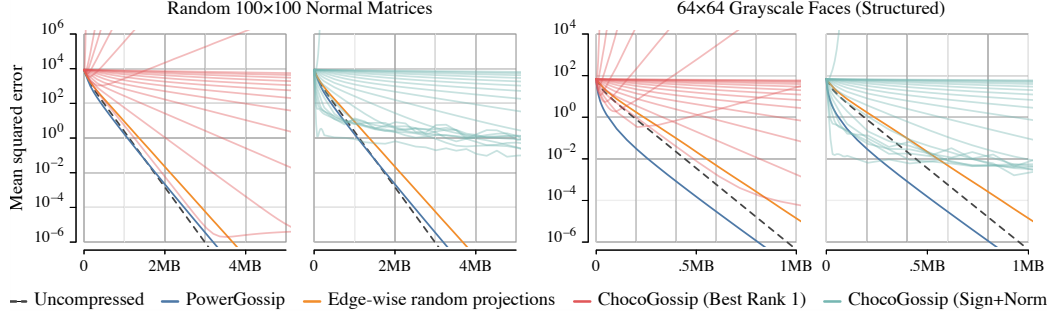 Random 100×100 Normal Matrices
64×64 Grayscale Faces (Structured)
Mean squared error
10^6
10^4
10^2
10^0
10^−2
10^−4
10^−6
10^4
10^2
10^0
10^−2
10^−4
10^−6
0 2MB 4MB
0 2MB 4MB
0 .5MB 1MB
0 .5MB 1MB
Uncompressed PowerGossip Edge-wise random projections ChocoGossip (Best Rank 1) ChocoGossip (Sign+Norm